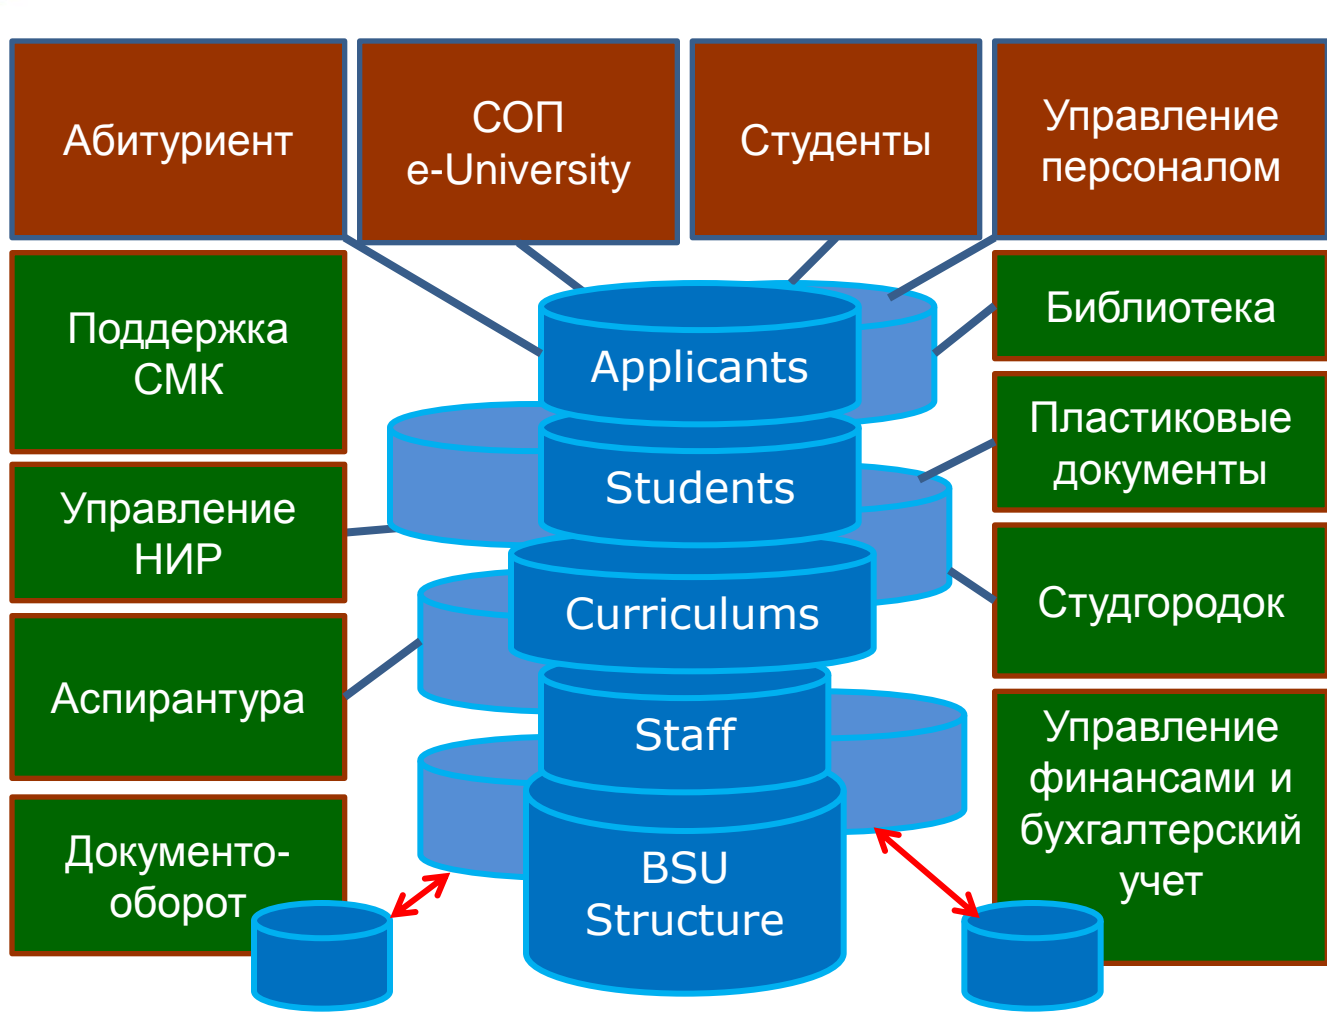 Абитуриент
СОП
e-University
Студенты
Управление
персоналом
Поддержка
СМК
Управление
НИР
Аспирантура
Документо-
оборот
Applicants
Students
Curriculums
Staff
BSU
Structure
Библиотека
Пластиковые
документы
Студгородок
Управление
финансами и
бухгалтерский
учет